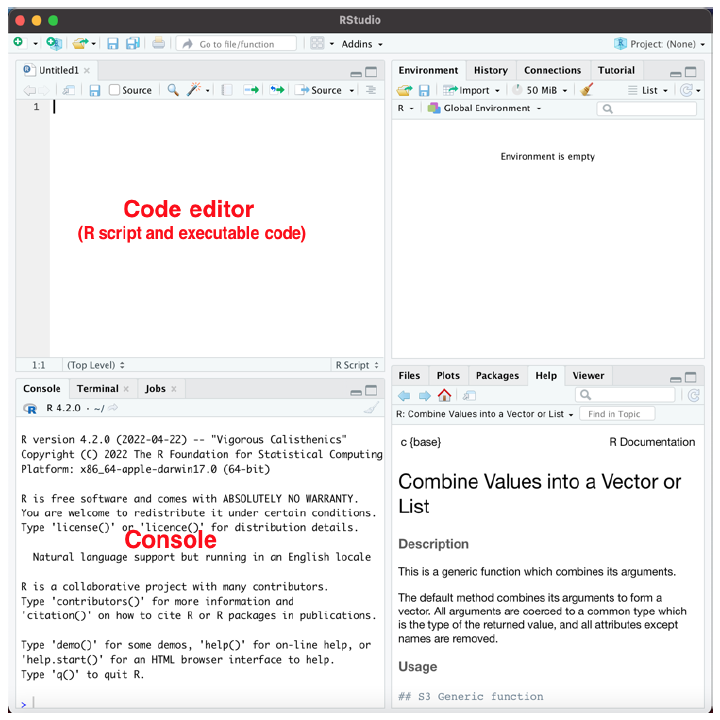 RStudio
Go to file/function
Addins
Project: (None)
Untitled1
Source
Source
1
Code editor
(R script and executable code)
1:1
(Top Level)
R Script
Environment
History
Connections
Tutorial
Import
50 MiB
List
R
Global Environment
Environment is empty
Console
Terminal
Jobs
R 4.2.0 · ~/
R version 4.2.0 (2022-04-22) -- "Vigorous Calisthenics"
Copyright (C) 2022 The R Foundation for Statistical Computing
Platform: x86_64-apple-darwin17.0 (64-bit)
R is free software and comes with ABSOLUTELY NO WARRANTY.
You are welcome to redistribute it under certain conditions.
Type 'license()' or 'licence()' for distribution details.
Console
Natural language support but running in an English locale
R is a collaborative project with many contributors.
Type 'contributors()' for more information and
'citation()' on how to cite R or R packages in publications.
Type 'demo()' for some demos, 'help()' for on-line help, or
'help.start()' for an HTML browser interface to help.
Type 'q()' to quit R.
>
Files
Plots
Packages
Help
Viewer
R: Combine Values into a Vector or List
Find in Topic
c {base}
R Documentation
Combine Values into a Vector or
List
Description
This is a generic function which combines its arguments.
The default method combines its arguments to form a
vector. All arguments are coerced to a common type which
is the type of the returned value, and all attributes except
names are removed.
Usage
## S3 Generic function